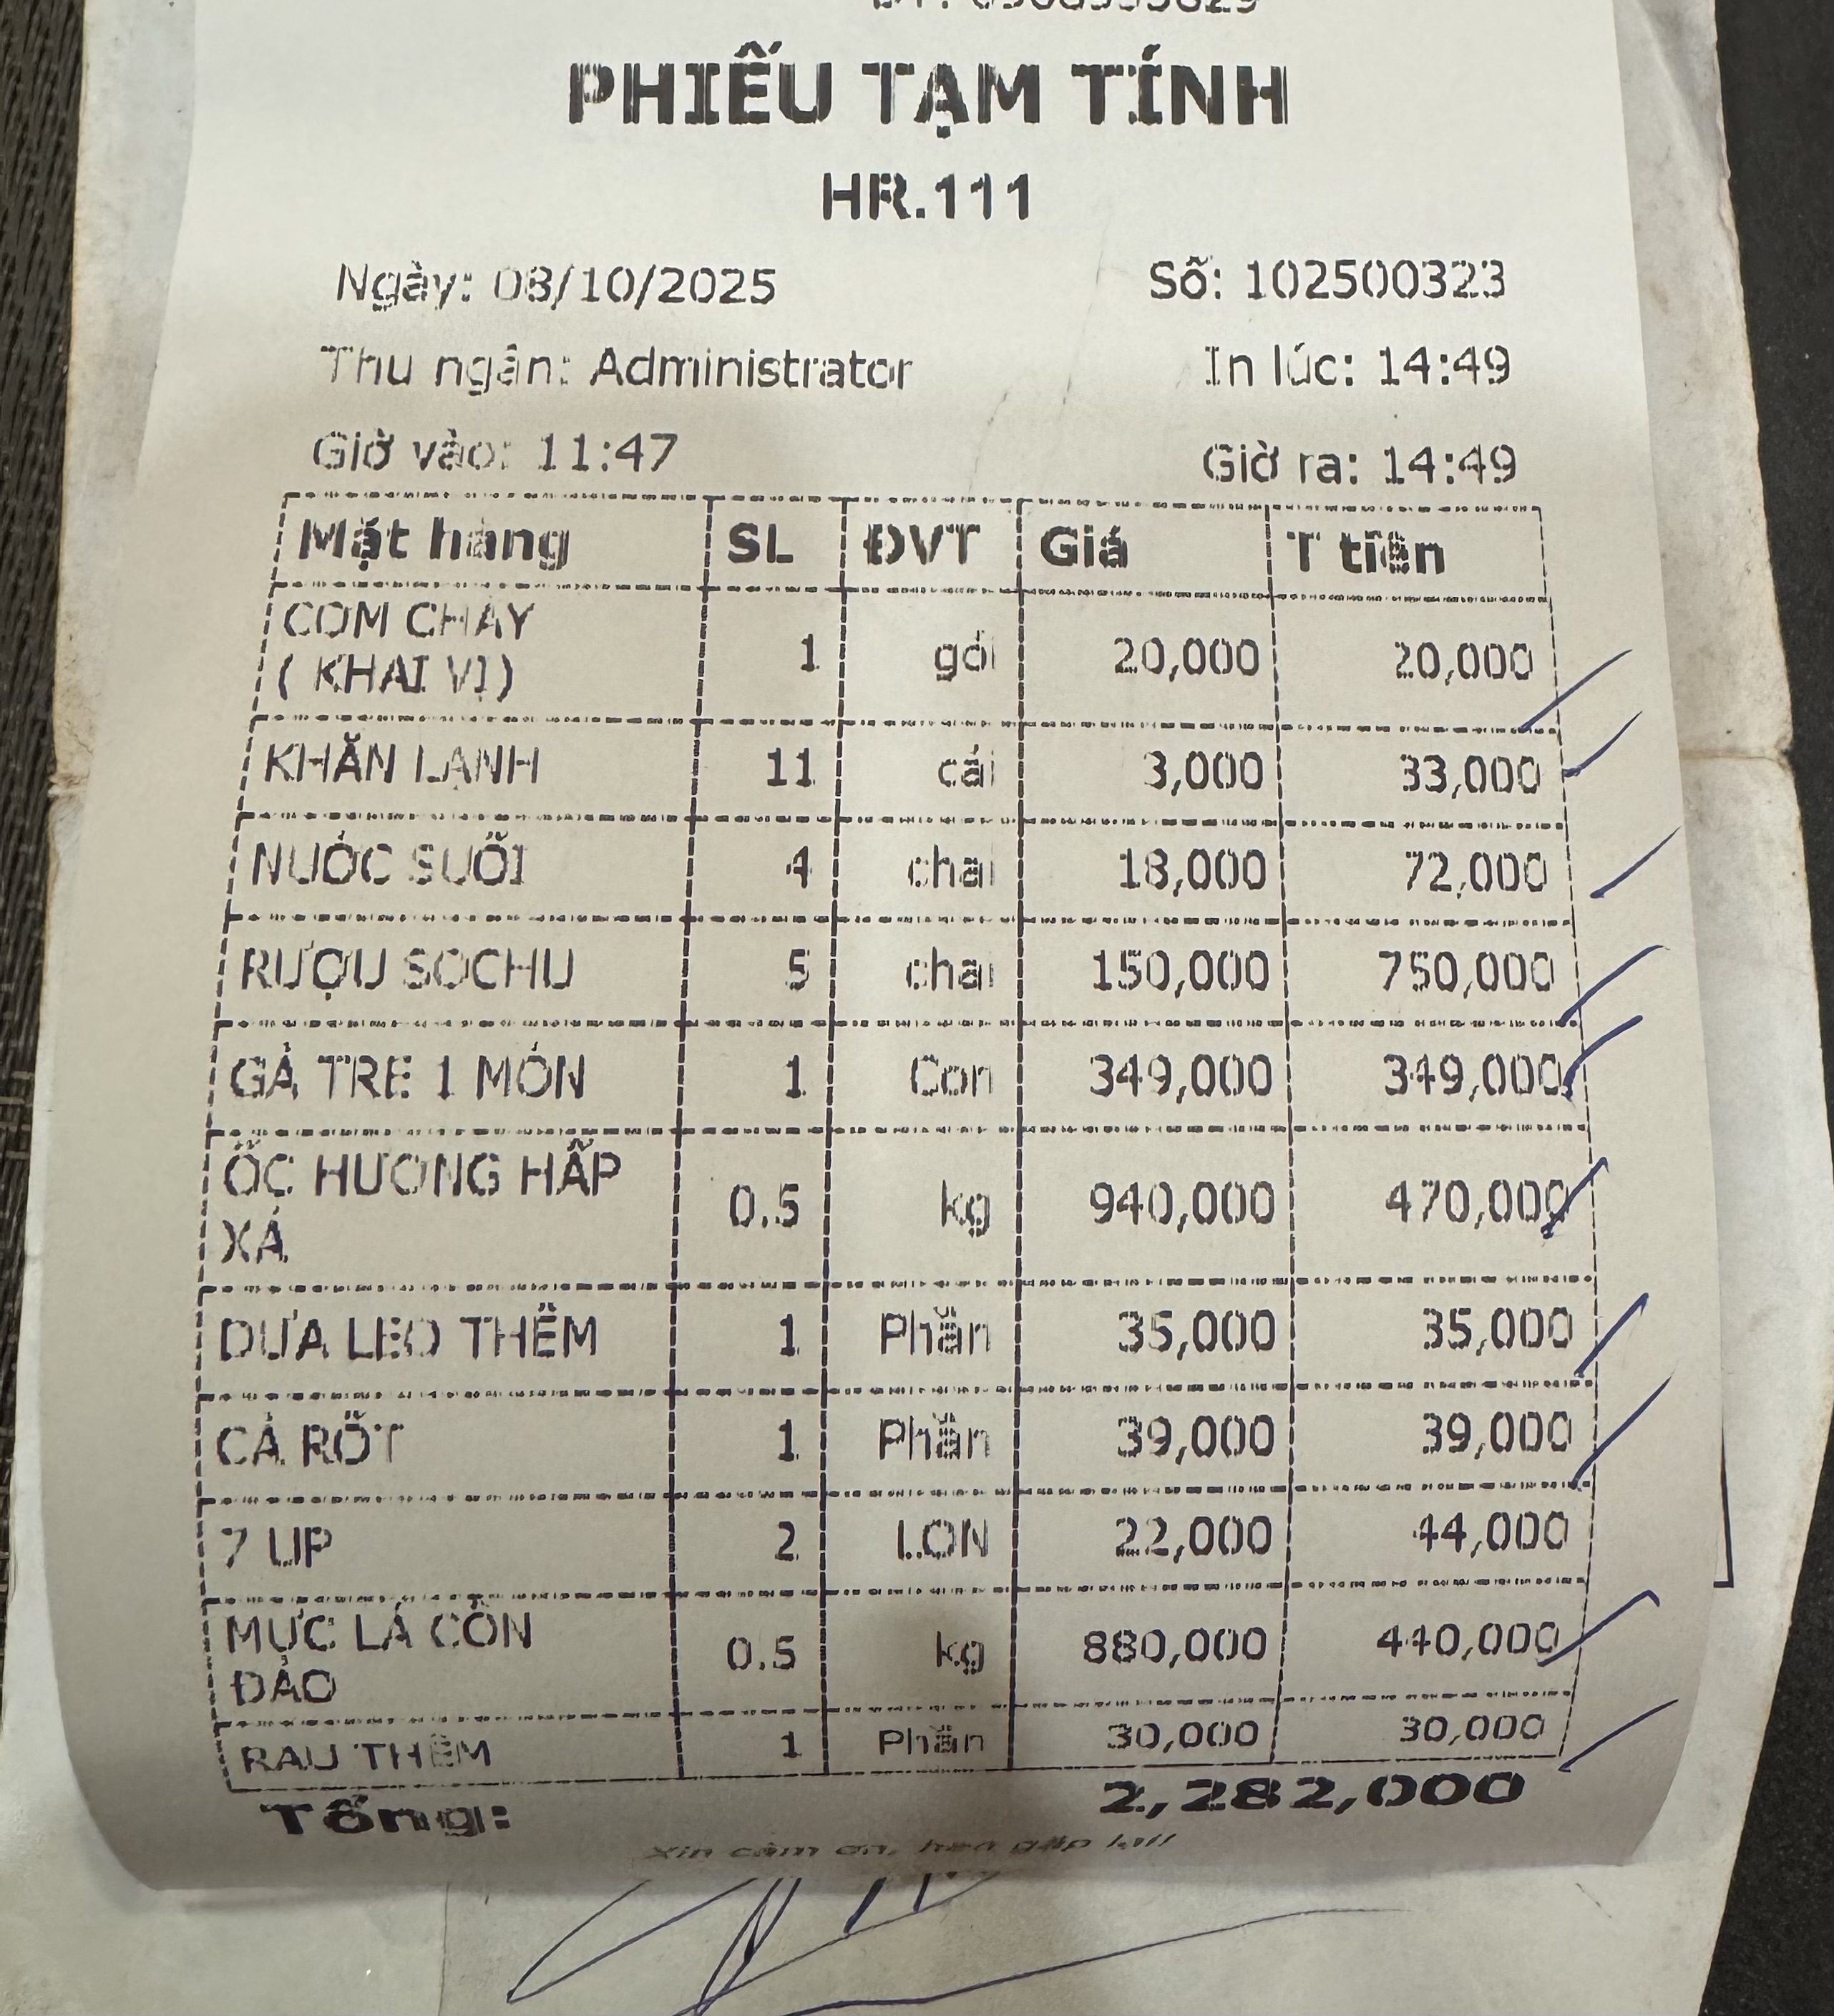 PHIẾU TẠM TÍNH
HR.111
Ngày: 08/10/2025 Số: 102500323
Thu ngân: Administrator In lúc: 14:49
Giờ vào: 11:47 Giờ ra: 14:49
Mặt hàng SL ĐVT Giá T tiền
CƠM CHÁY
( KHAI VỊ) 1 gói 20,000 20,000
KHĂN LẠNH 11 cái 3,000 33,000
NƯỚC SUỐI 4 chai 18,000 72,000
RƯỢU SOCHU 5 chai 150,000 750,000
GÀ TRE 1 MÓN 1 Con 349,000 349,000
ỐC HƯƠNG HẤP
XẢ 0.5 kg 940,000 470,000
DƯA LEO THÊM 1 Phần 35,000 35,000
CÀ RỐT 1 Phần 39,000 39,000
7 UP 2 LON 22,000 44,000
MỰC LÁ CÔN
ĐẢO 0.5 kg 880,000 440,000
RAU THÊM 1 Phần 30,000 30,000
Tổng: 2,282,000
Xin cảm ơn, hẹn gặp lại!